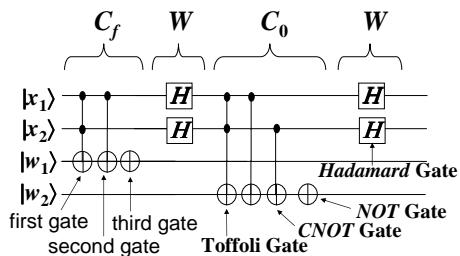 C_f W C_0 W
|x_1⟩ H H
|x_2⟩ H H
|w_1⟩ Hadamard Gate
|w_2⟩ NOT Gate
first gate third gate CNOT Gate
second gate Toffoli Gate